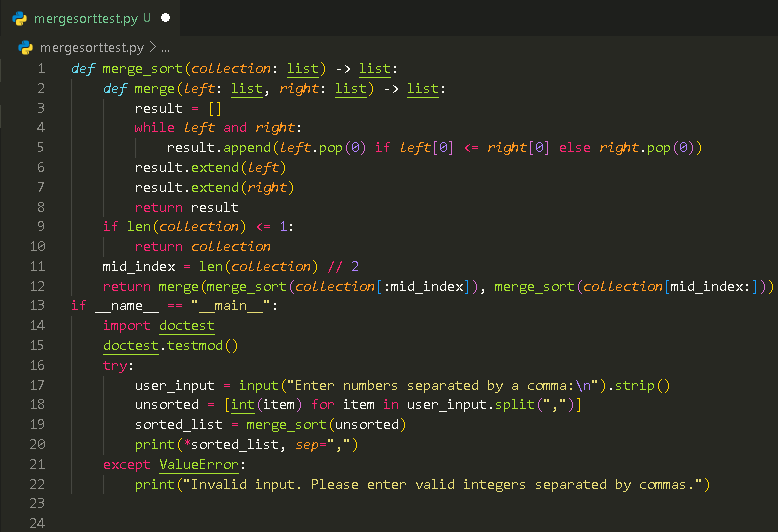 mergesorttest.py U
mergesorttest.py > ...
1 def merge_sort(collection: list) -> list:
2     def merge(left: list, right: list) -> list:
3         result = []
4         while left and right:
5             result.append(left.pop(0) if left[0] <= right[0] else right.pop(0))
6         result.extend(left)
7         result.extend(right)
8         return result
9     if len(collection) <= 1:
10         return collection
11     mid_index = len(collection) // 2
12     return merge(merge_sort(collection[:mid_index]), merge_sort(collection[mid_index:]))
13 if __name__ == "__main__":
14     import doctest
15     doctest.testmod()
16     try:
17         user_input = input("Enter numbers separated by a comma:\n").strip()
18         unsorted = [int(item) for item in user_input.split(",")]
19         sorted_list = merge_sort(unsorted)
20         print(*sorted_list, sep=",")
21     except ValueError:
22         print("Invalid input. Please enter valid integers separated by commas.")
23
24